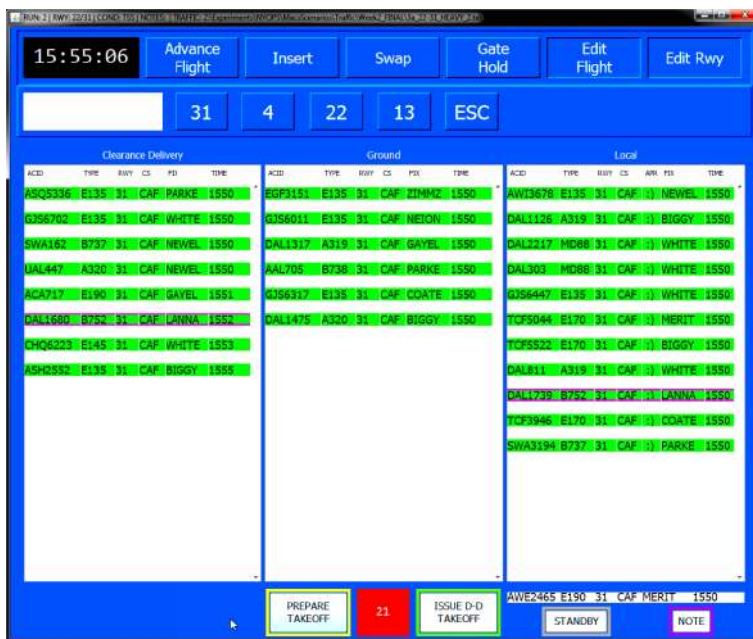 15:55:06 Advance Flight Insert Swap Gate Hold Edit Flight Edit Rwy
31 4 22 13 ESC
Clearance Delivery
ACID TYPE RWY CS FIX TIME
ASQ5336 E135 31 CAF PARKE 1550
GJS6702 E135 31 CAF WHITE 1550
SWA162 B737 31 CAF NEWEL 1550
UAL447 A320 31 CAF NEWEL 1550
ACA717 E190 31 CAF GAYEL 1551
DAL1680 B752 31 CAF LANNA 1552
CHQ6223 E145 31 CAF WHITE 1553
ASH2552 E135 31 CAF BIGGY 1555
Ground
ACID TYPE RWY CS FIX TIME
EGF3151 E135 31 CAF ZIMMZ 1550
GJS6011 E135 31 CAF NEION 1550
DAL1317 A319 31 CAF GAYEL 1550
AAL705 B738 31 CAF PARKE 1550
GJS6317 E135 31 CAF COATE 1550
DAL1475 A320 31 CAF BIGGY 1550
Local
ACID TYPE RWY CS APR FIX TIME
AWI3678 E135 31 CAF :) NEWEL 1550
DAL1126 A319 31 CAF :) BIGGY 1550
DAL2217 MD88 31 CAF :) WHITE 1550
DAL303 MD88 31 CAF :) WHITE 1550
GJS6447 E135 31 CAF :) WHITE 1550
TCF5044 E170 31 CAF :) MERIT 1550
TCF5522 E170 31 CAF :) BIGGY 1550
DAL811 A319 31 CAF :) WHITE 1550
DAL1739 B752 31 CAF :) LANNA 1550
TCF3946 E170 31 CAF :) COATE 1550
SWA3194 B737 31 CAF :) PARKE 1550
AWE2465 E190 31 CAF MERIT 1550
PREPARE TAKEOFF 21 ISSUE D-D TAKEOFF STANDBY NOTE